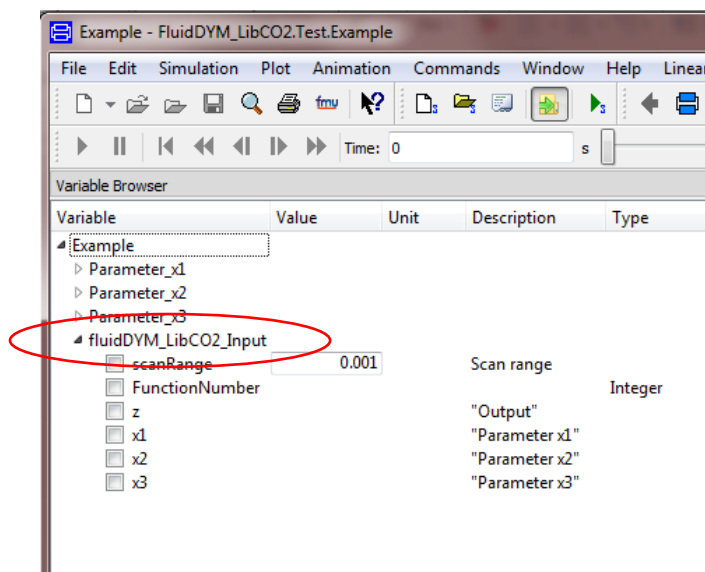 Example - FluidDYM_LibCO2.Test.Example
File Edit Simulation Plot Animation Commands Window Help Linear
fmu ? s s
Time: 0 s
Variable Browser
Variable Value Unit Description Type
Example
Parameter_x1
Parameter_x2
Parameter_x3
fluidDYM_LibCO2_Input
scanRange 0.001 Scan range
FunctionNumber Integer
z "Output"
x1 "Parameter x1"
x2 "Parameter x2"
x3 "Parameter x3"